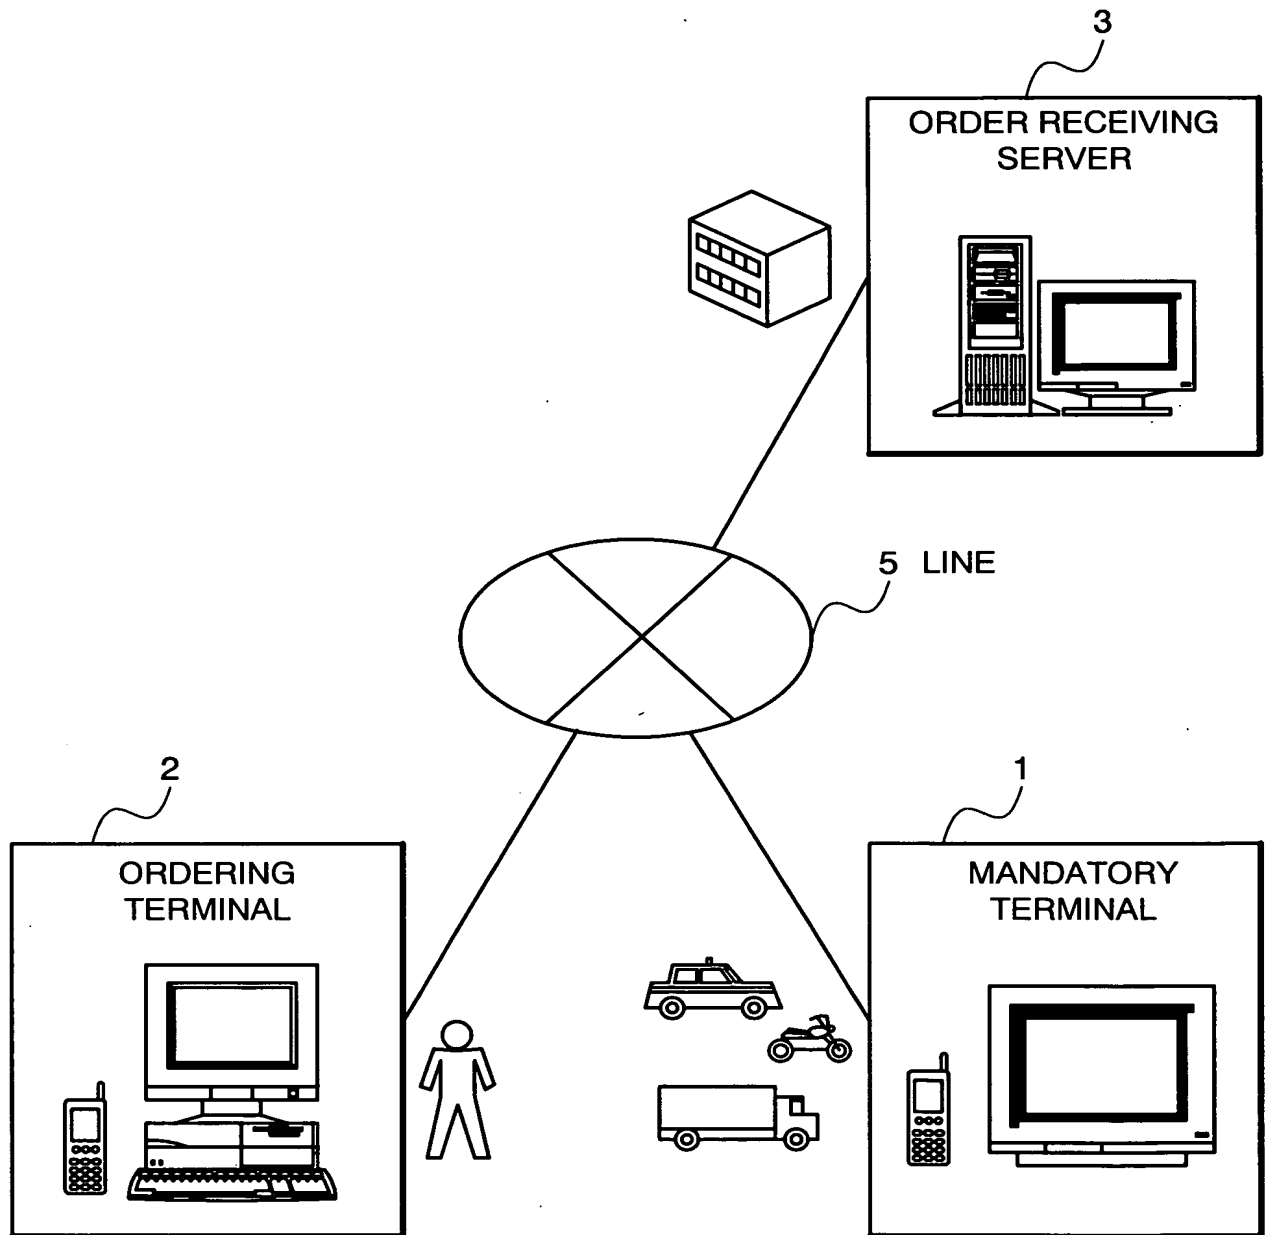 3
ORDER RECEIVING
SERVER
5 LINE
2
ORDERING
TERMINAL
1
MANDATORY
TERMINAL